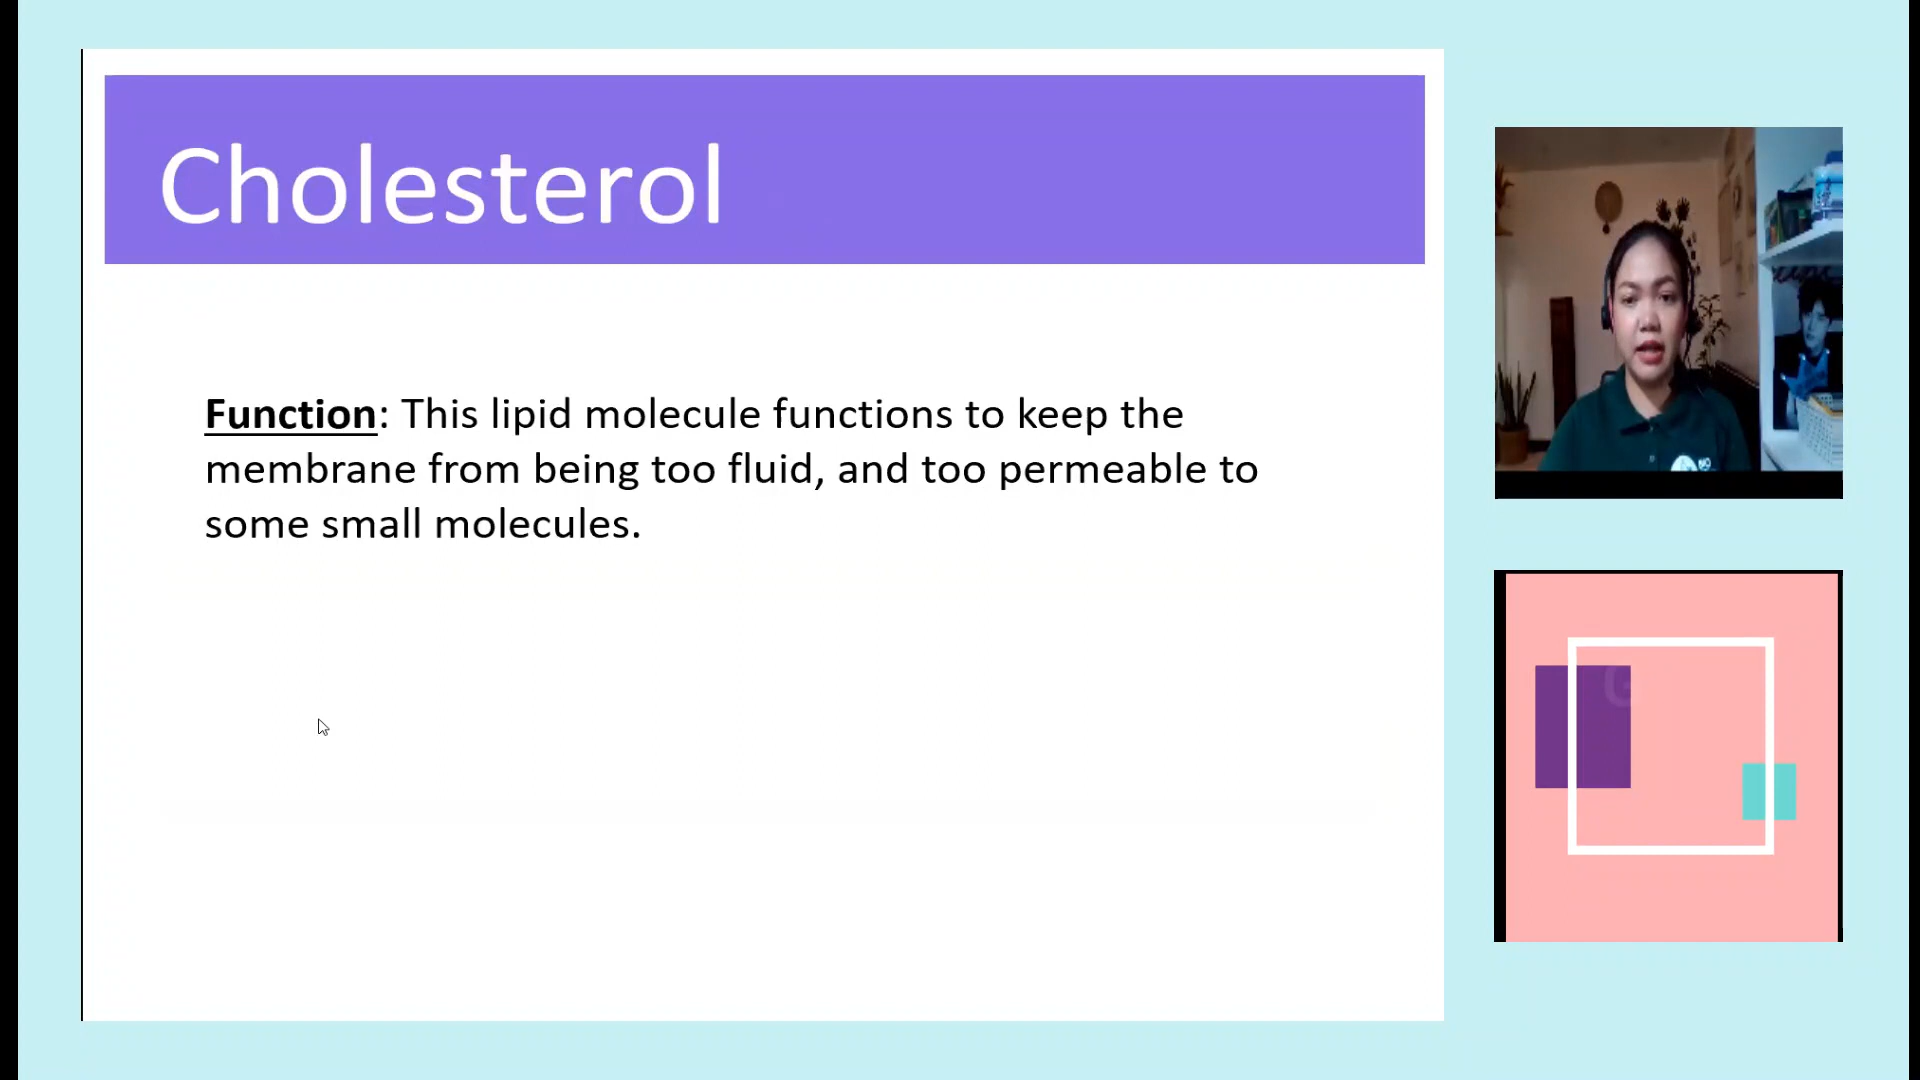 Cholesterol
Function: This lipid molecule functions to keep the
membrane from being too fluid, and too permeable to
some small molecules.